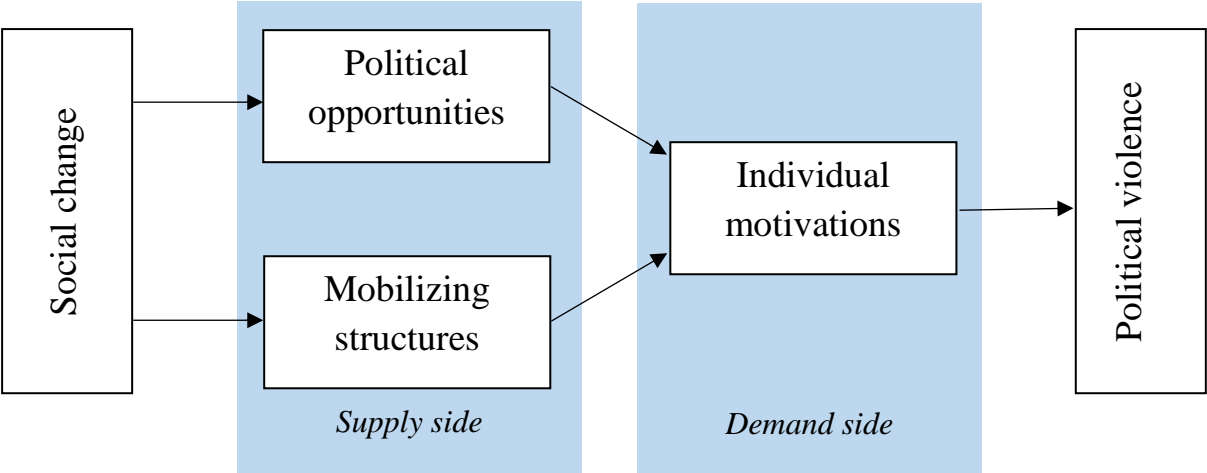 Social change
Political
opportunities
Mobilizing
structures
Supply side
Individual
motivations
Demand side
Political violence